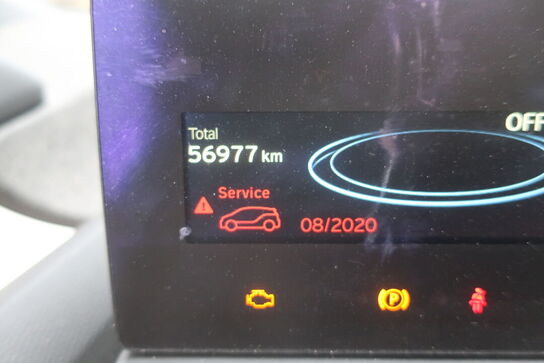 OFF
Total
56977 km
Service
08/2020
P